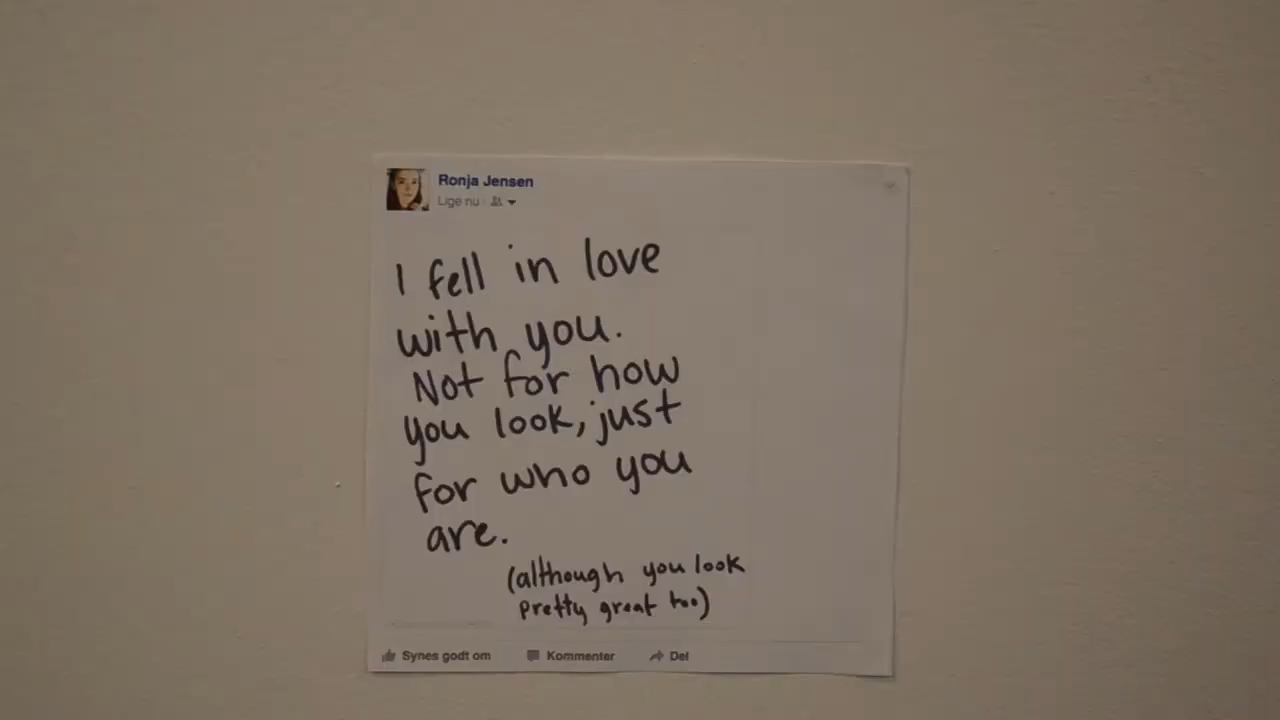 Ronja Jensen
Lige nu ·
I fell in love
with you.
Not for how
you look, just
for who you
are.
(although you look
pretty great too)
Synes godt om Kommenter Del